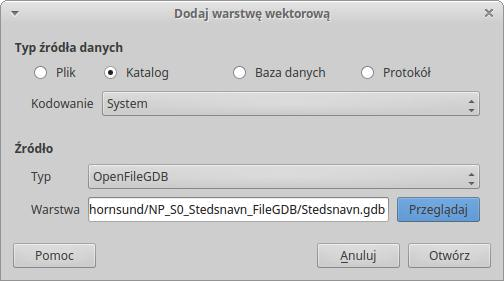 Dodaj warstwę wektorową
Typ źródła danych
Plik Katalog Baza danych Protokół
Kodowanie System
Źródło
Typ OpenFileGDB
Warstwa hornsund/NP_S0_Stedsnavn_FileGDB/Stedsnavn.gdb Przeglądaj
Pomoc Anuluj Otwórz